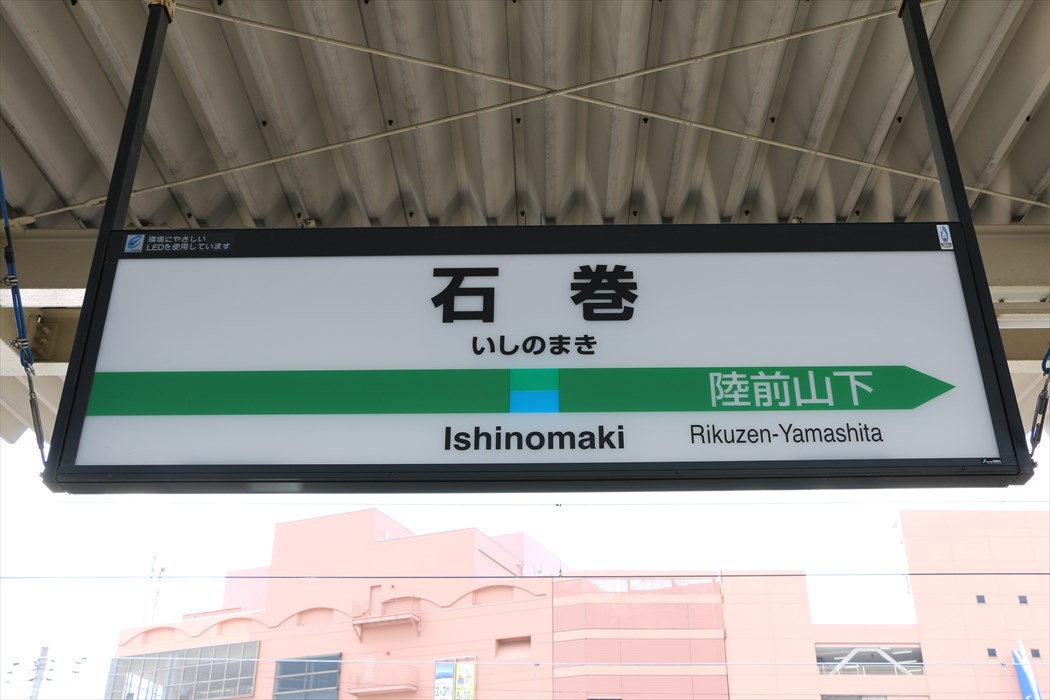 環境にやさしい
LEDを使用しています
石巻
いしのまき
陸前山下
Ishinomaki
Rikuzen-Yamashita